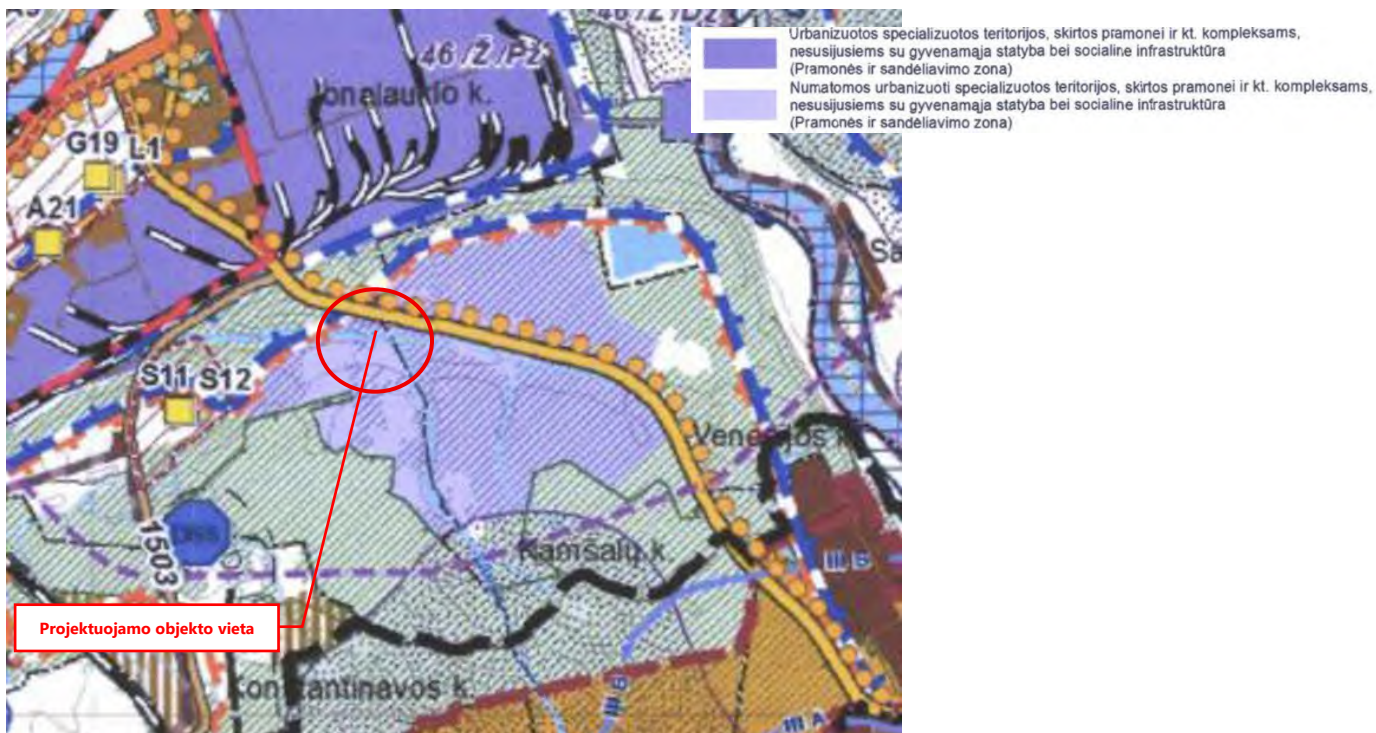 Urbanizuotos specializuotos teritorijos, skirtos pramonei ir kt. kompleksams,
nesusijusiems su gyvenamąja statyba bei socialine infrastruktūra
(Pramonės ir sandėliavimo zona)
Numatomos urbanizuoti specializuotos teritorijos, skirtos pramonei ir kt. kompleksams,
nesusijusiems su gyvenamąja statyba bei socialine infrastruktūra
(Pramonės ir sandėliavimo zona)
46 /Ž /PŽ
Jonalaukio k.
G19 L1
A21
S11 S12
1503
Venecijos k.
Ramšalų k.
III B
Projektuojamo objekto vieta
Konstantinavos k.
III B
III A